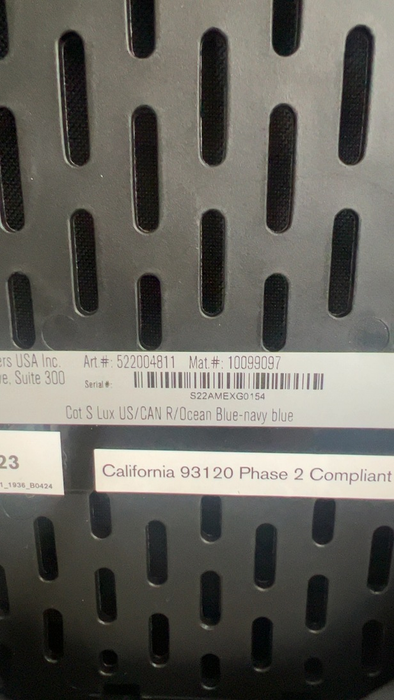 ers USA Inc. Art.#: 522004811 Mat.#: 10099097
ve, Suite 300 Serial#:
S22AMEXG0154
Cot S Lux US/CAN R/Ocean Blue-navy blue
23
1_1836_B0424
California 93120 Phase 2 Compliant